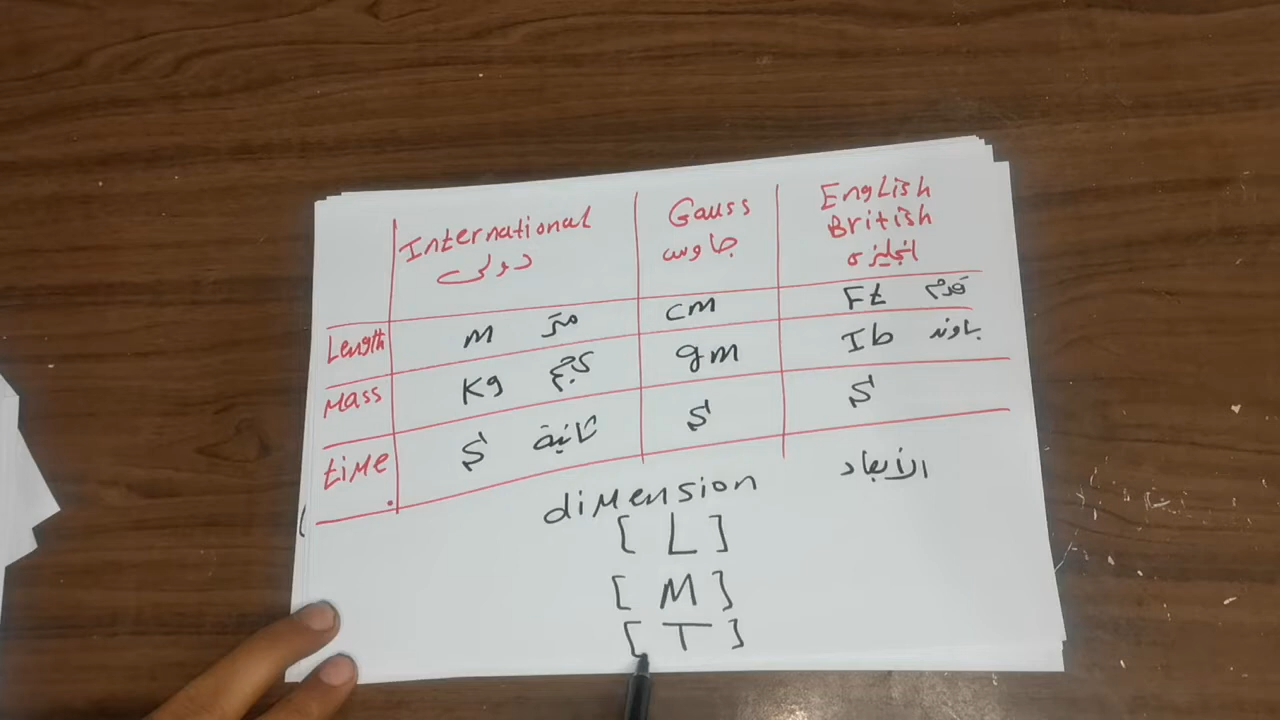 International
دولى
Gauss
جاوس
English
British
انجليزى
Length
m متر
cm
Ft قدم
Mass
Kg كجم
gm
Ib باوند
time
S ثانية
S
S
dimension الأبعاد
[ L ]
[ M ]
[ T ]